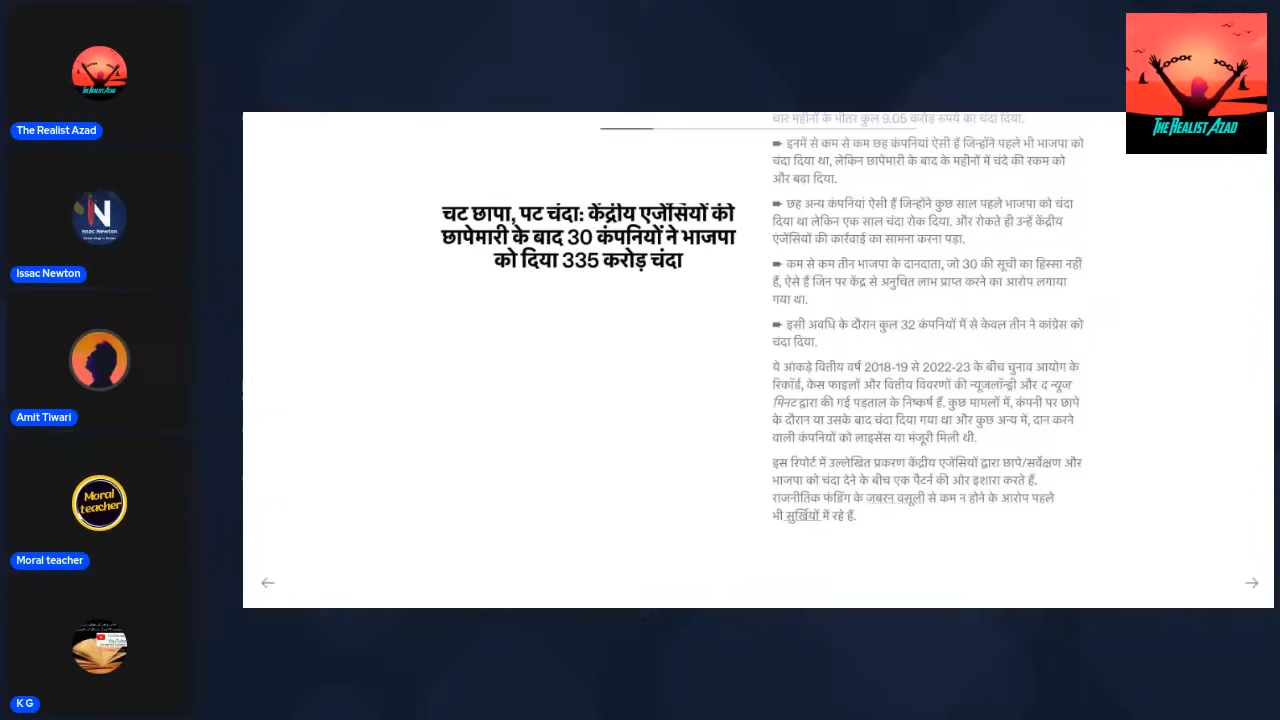 The Realist Azad
Issac Newton
Amit Tiwari
Moral teacher
Moral teacher
K G
THE REALIST AZAD
चट छापा, पट चंदा: केंद्रीय एजेंसियों की
छापेमारी के बाद 30 कंपनियों ने भाजपा
को दिया 335 करोड़ चंदा
चार महीनों के भीतर कुल 9.05 करोड़ रुपये का चंदा दिया.
➨ इनमें से कम से कम छह कंपनियां ऐसी हैं जिन्होंने पहले भी भाजपा को
चंदा दिया था, लेकिन छापेमारी के बाद के महीनों में चंदे की रकम को
और बढ़ा दिया.
➨ छह अन्य कंपनियां ऐसी हैं जिन्होंने कुछ साल पहले भाजपा को चंदा
दिया था लेकिन एक साल चंदा रोक दिया. और रोकते ही उन्हें केंद्रीय
एजेंसियों की कार्रवाई का सामना करना पड़ा.
➨ कम से कम तीन भाजपा के दानदाता, जो 30 की सूची का हिस्सा नहीं
हैं, ऐसे हैं जिन पर केंद्र से अनुचित लाभ प्राप्त करने का आरोप लगाया
गया था.
➨ इसी अवधि के दौरान कुल 32 कंपनियों में से केवल तीन ने कांग्रेस को
चंदा दिया.
ये आंकड़े वित्तीय वर्ष 2018-19 से 2022-23 के बीच चुनाव आयोग के
रिकॉर्ड, केस फाइलों और वित्तीय विवरणों की न्यूज़लॉन्ड्री और द न्यूज़
मिनट द्वारा की गई पड़ताल के निष्कर्ष हैं. कुछ मामलों में, कंपनी पर छापे
के दौरान या उसके बाद चंदा दिया गया था और कुछ अन्य में, दान करने
वाली कंपनियों को लाइसेंस या मंजूरी मिली थी.
इस रिपोर्ट में उल्लेखित प्रकरण केंद्रीय एजेंसियों द्वारा छापे/सर्वेक्षण और
भाजपा को चंदा देने के बीच एक पैटर्न की ओर इशारा करते हैं.
राजनीतिक फंडिंग के जबरन वसूली से कम न होने के आरोप पहले
भी सुर्खियों में रहे हैं.